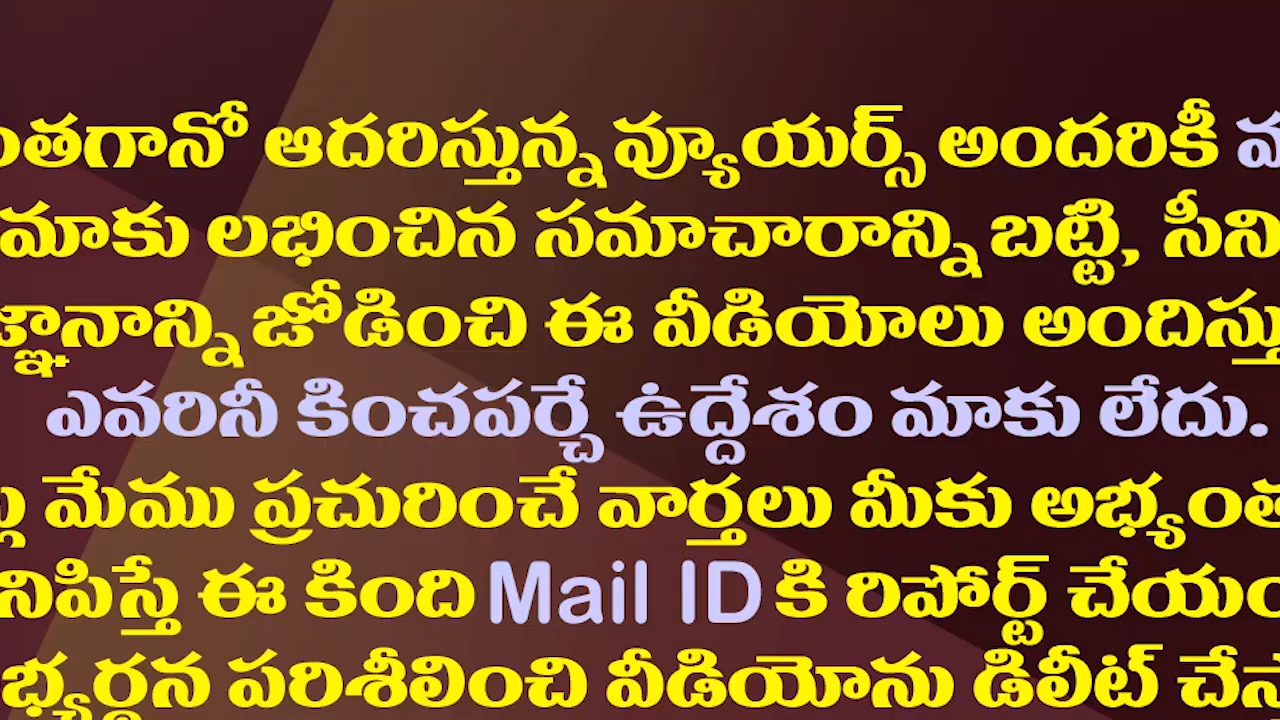 ంతగానో ఆదరిస్తున్న వ్యూయర్స్ అందరికీ
మాకు లభించిన సమాచారాన్ని బట్టి, సీని
జ్ఞానాన్ని జోడించి ఈ వీడియోలు అందిస్తు
ఎవరినీ కించపర్చే ఉద్దేశం మాకు లేదు.
మేము ప్రచురించే వార్తలు మీకు అభ్యంత
నిపిస్తే ఈ కింది Mail ID కి రిపోర్ట్ చేయం
భ్యర్థన పరిశీలించి వీడియోను డిలీట్ చేస